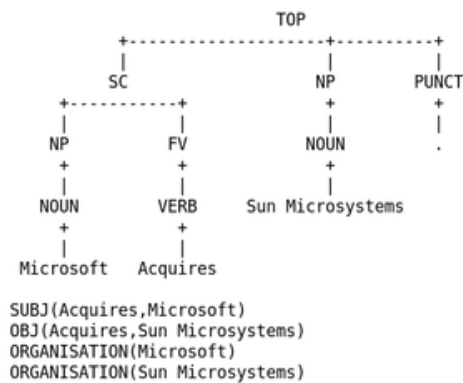 TOP
SC NP PUNCT
NP FV NOUN .
NOUN VERB Sun Microsystems
Microsoft Acquires
SUBJ(Acquires,Microsoft)
OBJ(Acquires,Sun Microsystems)
ORGANISATION(Microsoft)
ORGANISATION(Sun Microsystems)